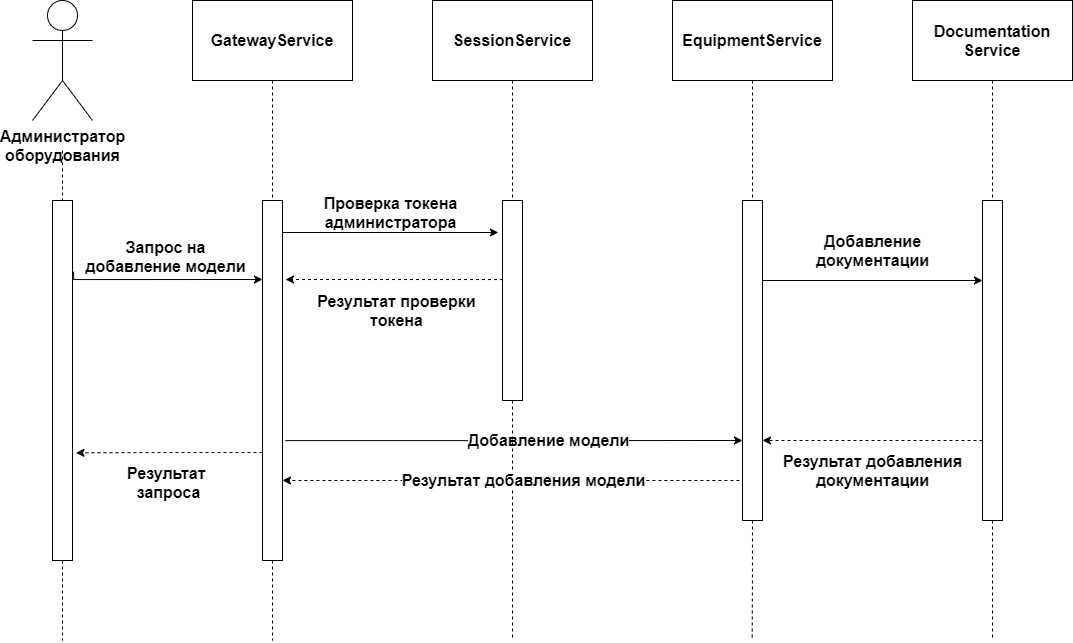 GatewayService
SessionService
EquipmentService
Documentation
Service
Администратор
оборудования
Проверка токена
администратора
Запрос на
добавление модели
Добавление
документации
Результат проверки
токена
Добавление модели
Результат добавления
документации
Результат
запроса
Результат добавления модели